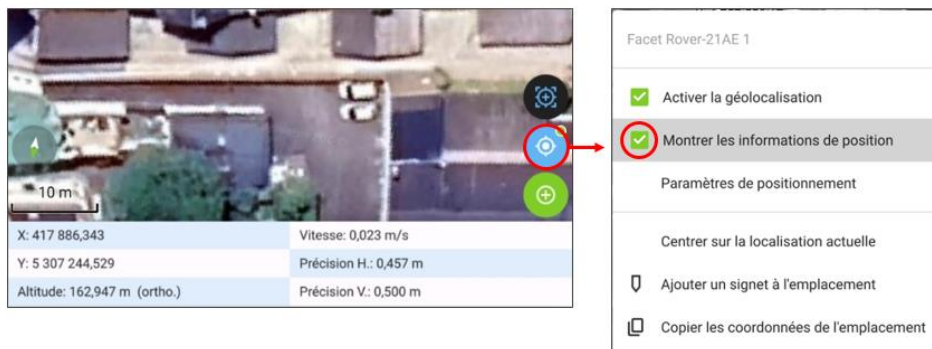 10 m
X: 417 886,343
Vitesse: 0,023 m/s
Y: 5 307 244,529
Précision H.: 0,457 m
Altitude: 162,947 m (ortho.)
Précision V.: 0,500 m
Facet Rover-21AE 1
Activer la géolocalisation
Montrer les informations de position
Paramètres de positionnement
Centrer sur la localisation actuelle
Ajouter un signet à l'emplacement
Copier les coordonnées de l'emplacement